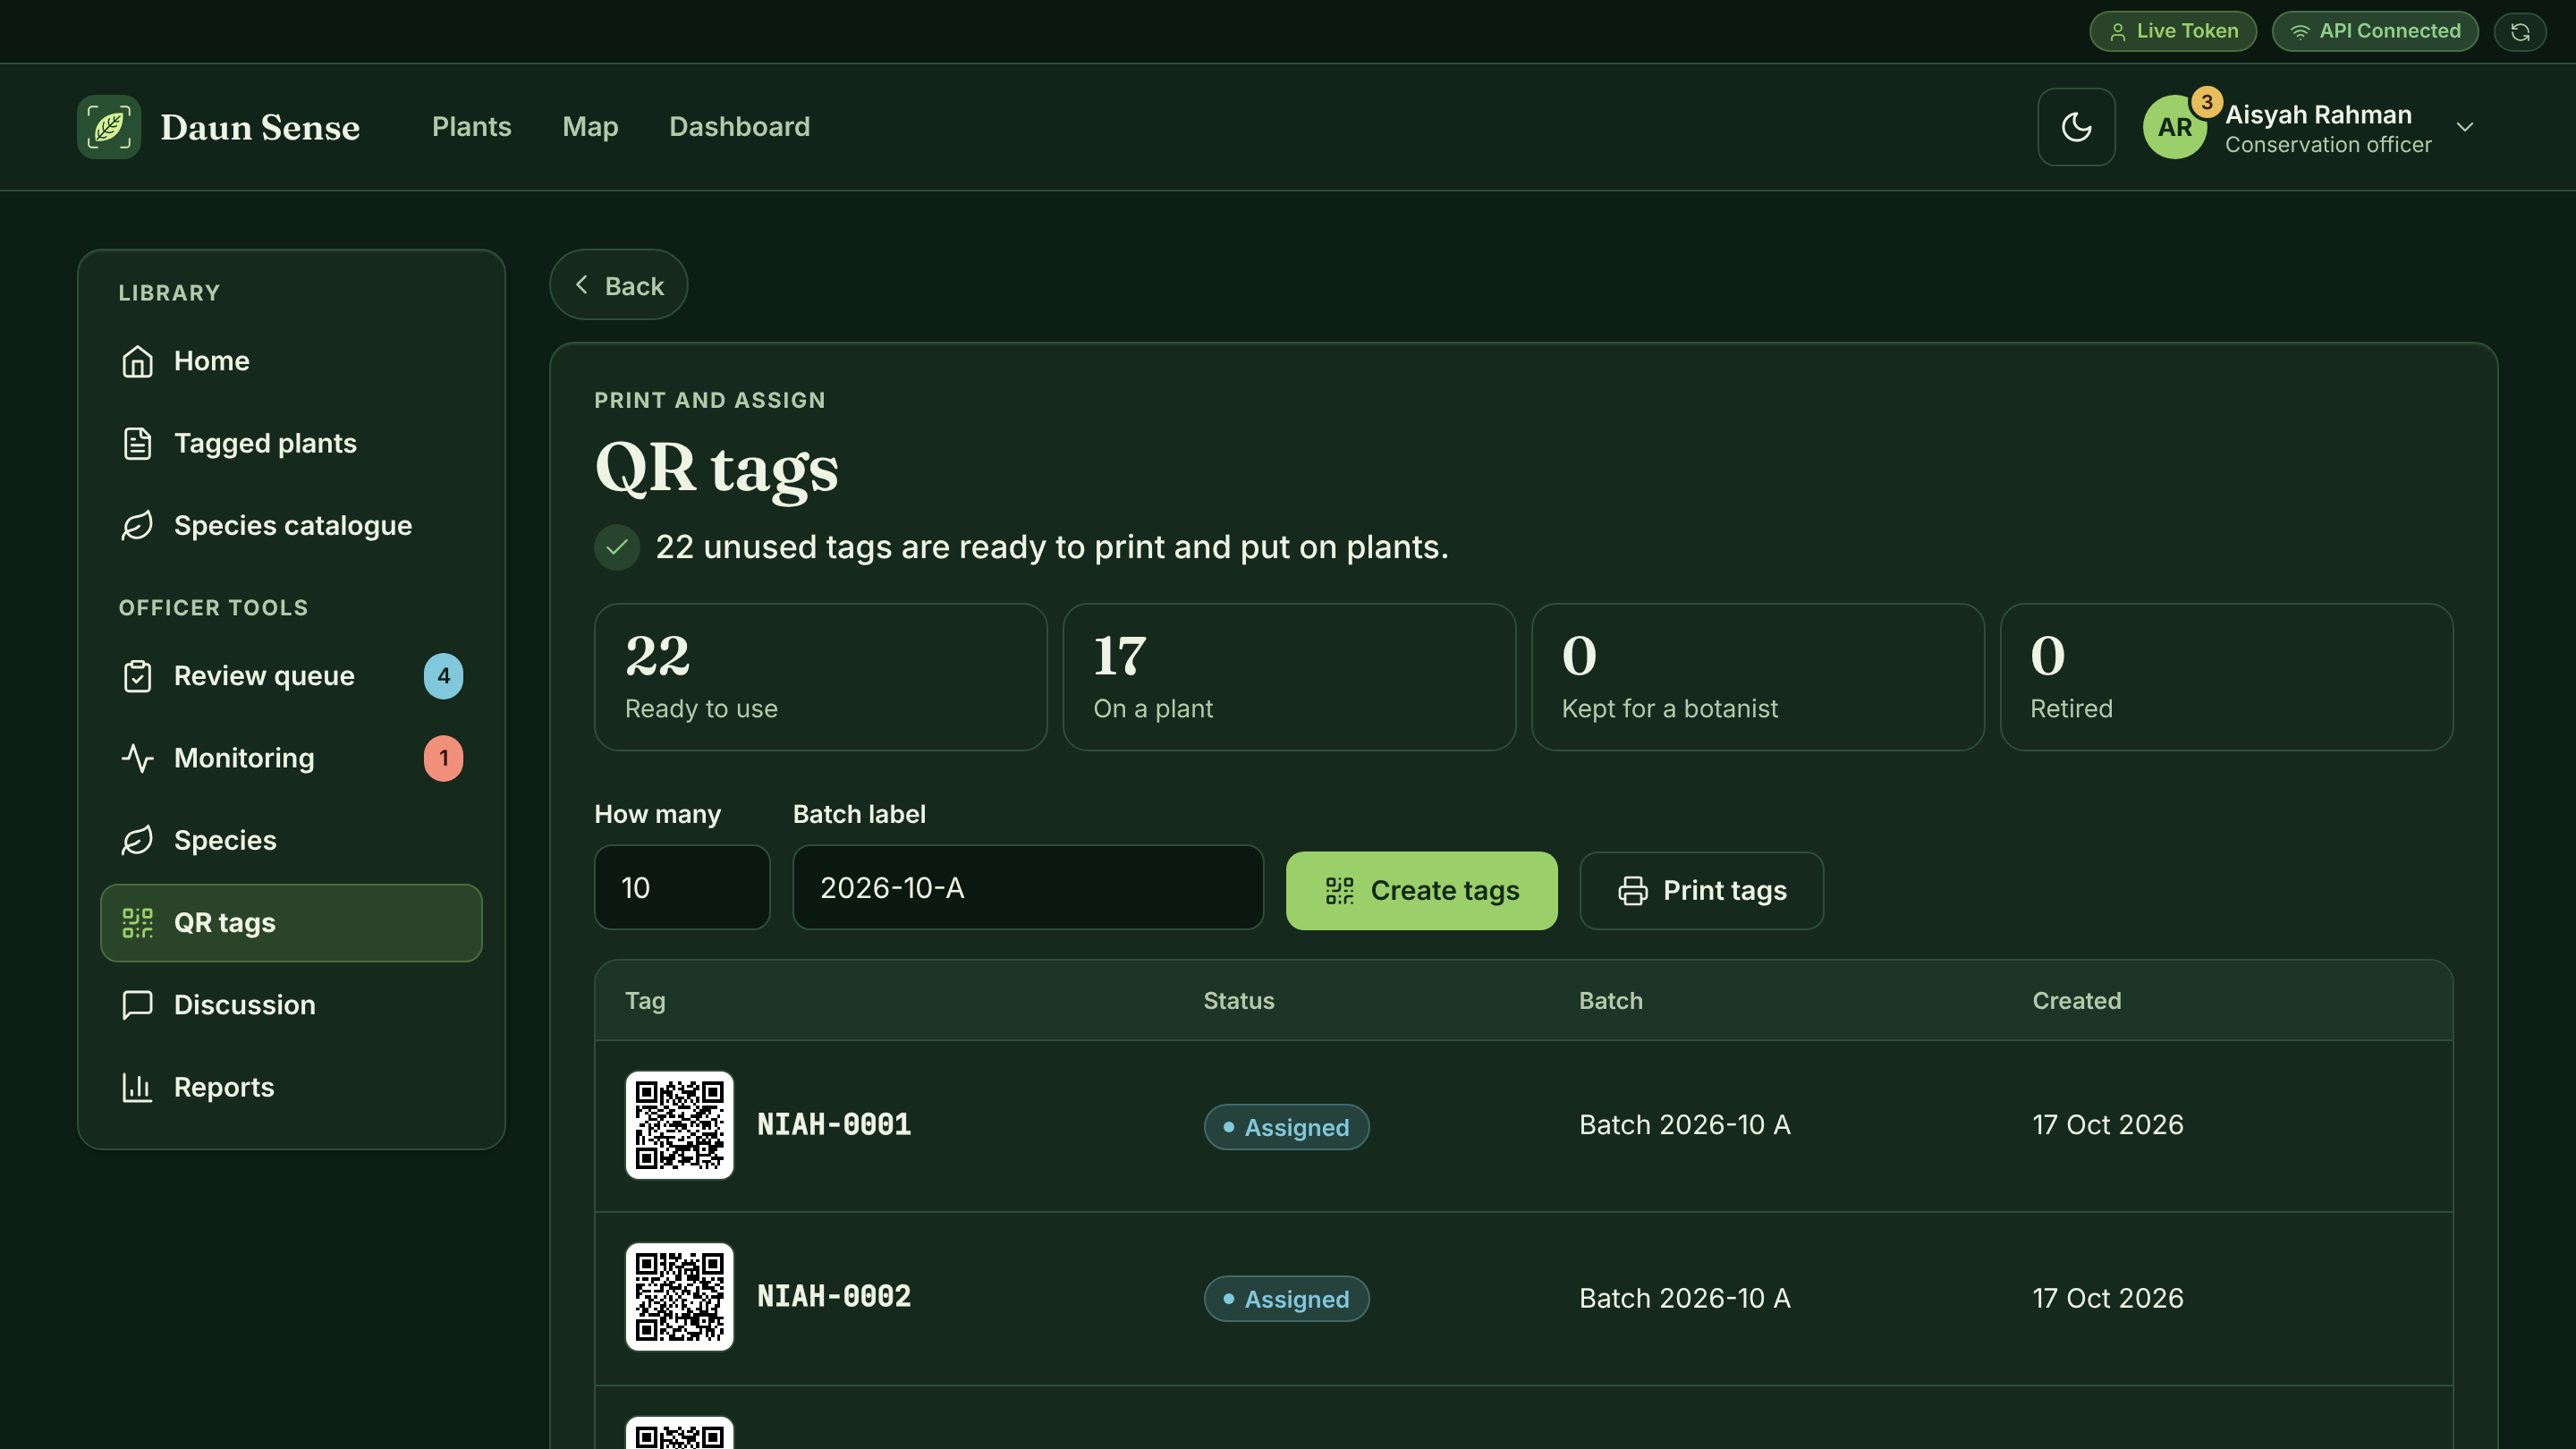 Live Token
API Connected
Daun Sense
Plants
Map
Dashboard
AR
3
Aisyah Rahman
Conservation officer
LIBRARY
Home
Tagged plants
Species catalogue
OFFICER TOOLS
Review queue
4
Monitoring
1
Species
QR tags
Discussion
Reports
Back
PRINT AND ASSIGN
QR tags
22 unused tags are ready to print and put on plants.
22
Ready to use
17
On a plant
0
Kept for a botanist
0
Retired
How many
Batch label
10
2026-10-A
Create tags
Print tags
Tag Status Batch Created
NIAH-0001 Assigned Batch 2026-10 A 17 Oct 2026
NIAH-0002 Assigned Batch 2026-10 A 17 Oct 2026